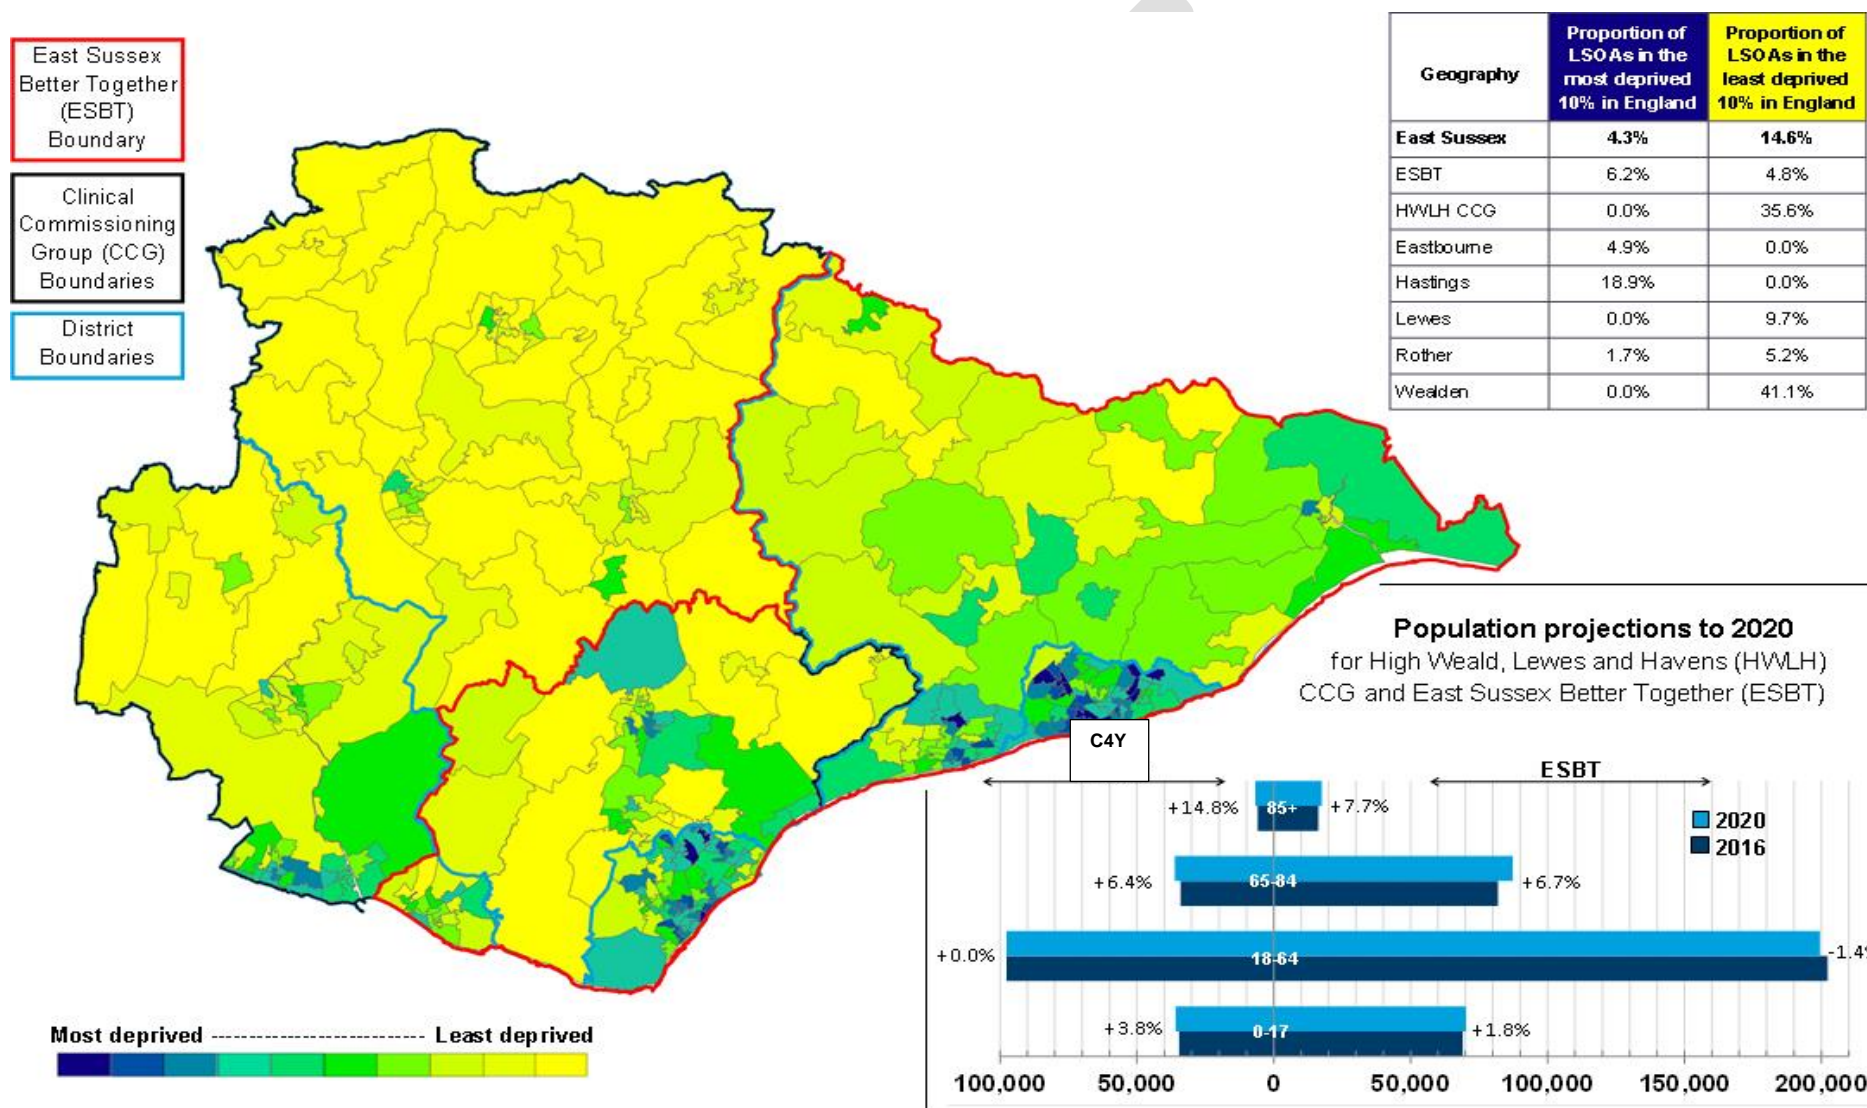 East Sussex
Better Together
(ESBT)
Boundary
Clinical
Commissioning
Group (CCG)
Boundaries
District
Boundaries
Geography
Proportion of
LSOAs in the
most deprived
10% in England
Proportion of
LSOAs in the
least deprived
10% in England
East Sussex 4.3% 14.6%
ESBT 6.2% 4.8%
HWLH CCG 0.0% 35.6%
Eastbourne 4.9% 0.0%
Hastings 18.9% 0.0%
Lewes 0.0% 9.7%
Rother 1.7% 5.2%
Wealden 0.0% 41.1%
Population projections to 2020
for High Weald, Lewes and Havens (HWLH)
CCG and East Sussex Better Together (ESBT)
C4Y
ESBT
+14.8% 85+ +7.7%
2020
2016
+6.4% 65-84 +6.7%
+0.0% 18-64 -1.4%
+3.8% 0-17 +1.8%
100,000 50,000 0 50,000 100,000 150,000 200,000
Most deprived ------------------------ Least deprived